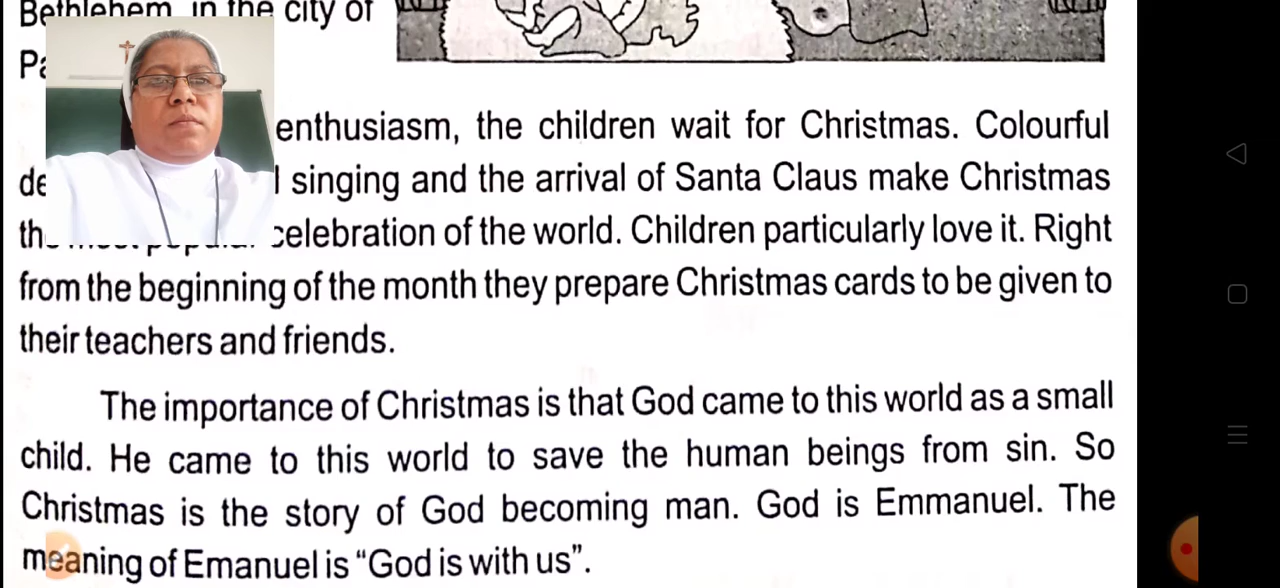 Bethlehem in the city of
enthusiasm, the children wait for Christmas. Colourful
singing and the arrival of Santa Claus make Christmas
the most popular celebration of the world. Children particularly love it. Right
from the beginning of the month they prepare Christmas cards to be given to
their teachers and friends.
The importance of Christmas is that God came to this world as a small
child. He came to this world to save the human beings from sin. So
Christmas is the story of God becoming man. God is Emmanuel. The
meaning of Emanuel is “God is with us”.